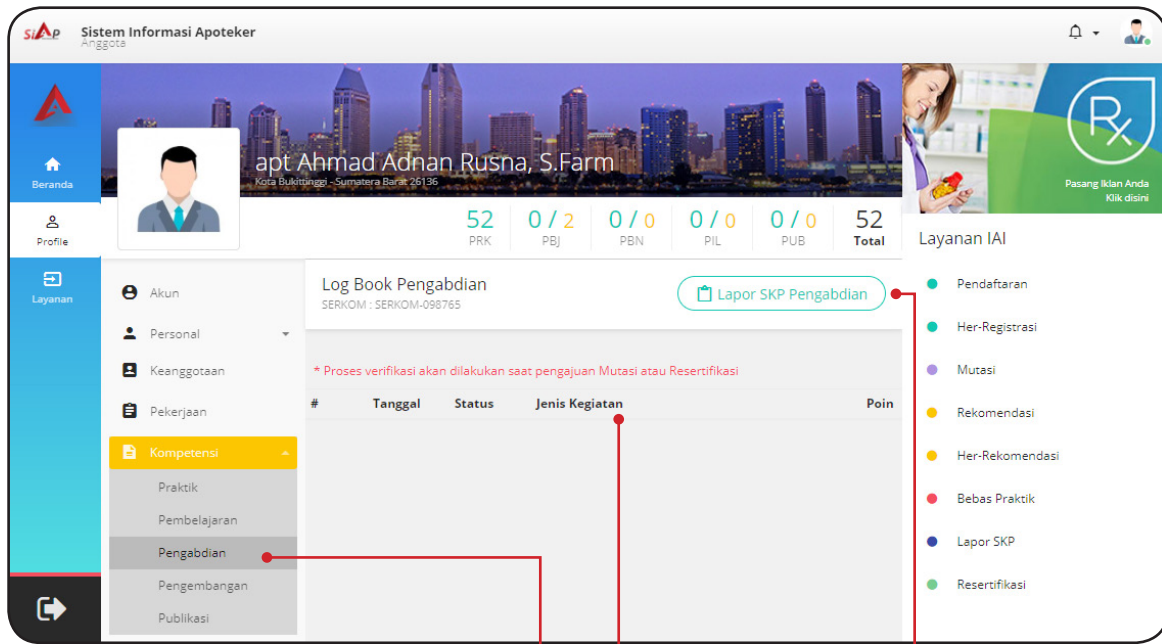 SiAp
Sistem Informasi Apoteker
Anggota
Beranda
Profile
Layanan
apt Ahmad Adnan Rusna, S.Farm
Kota Bukittinggi - Sumatera Barat 26136
52 0 / 2 0 / 0 0 / 0 0 / 0 52
PRK PBJ PBN PIL PUB Total
Rx
Pasang Iklan Anda
Klik disini
Akun
Personal
Keanggotaan
Pekerjaan
Kompetensi
Praktik
Pembelajaran
Pengabdian
Pengembangan
Publikasi
Log Book Pengabdian
SERKOM : SERKOM-098765
Lapor SKP Pengabdian
* Proses verifikasi akan dilakukan saat pengajuan Mutasi atau Resertifikasi
# Tanggal Status Jenis Kegiatan Poin
Layanan IAI
Pendaftaran
Her-Registrasi
Mutasi
Rekomendasi
Her-Rekomendasi
Bebas Praktik
Lapor SKP
Resertifikasi